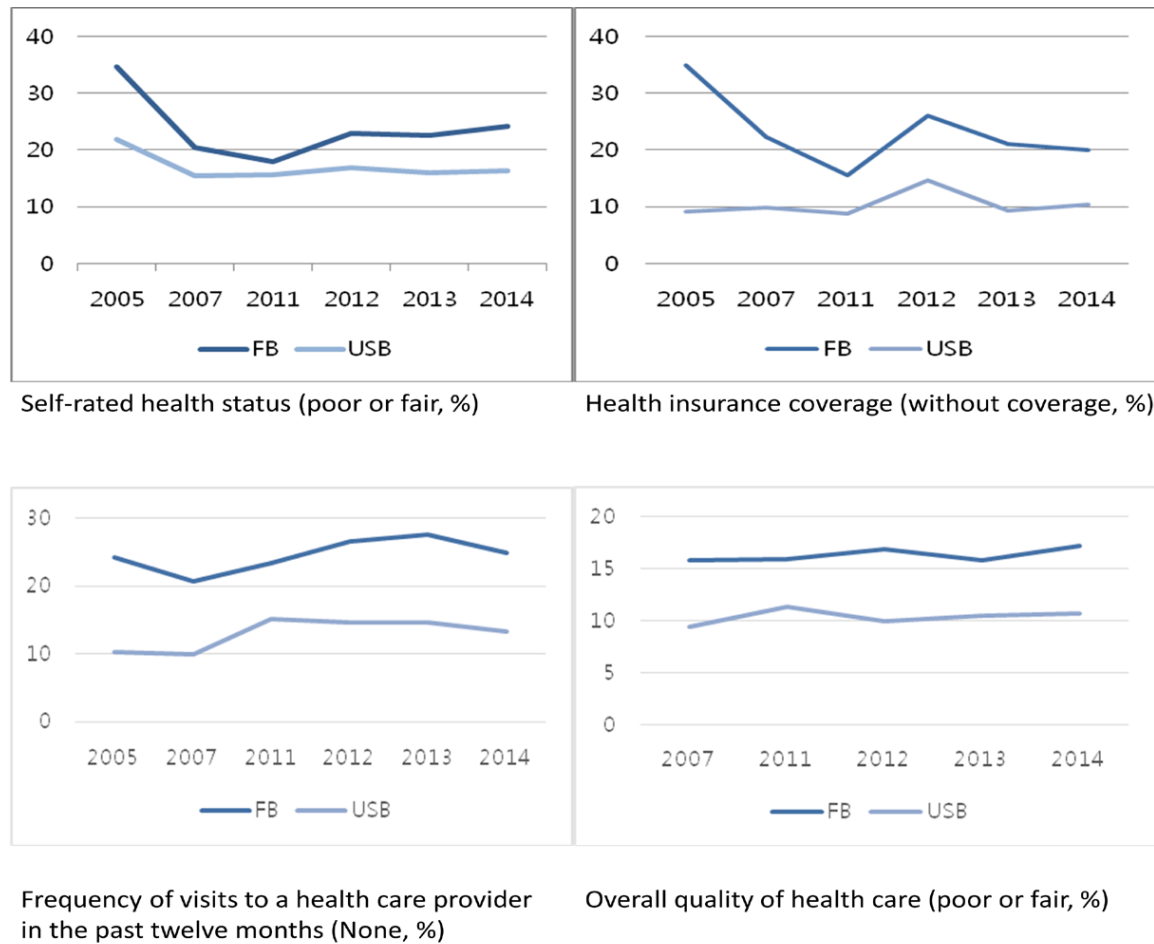 40
30
20
10
0
2005 2007 2011 2012 2013 2014
FB USB
Self-rated health status (poor or fair, %)
40
30
20
10
0
2005 2007 2011 2012 2013 2014
FB USB
Health insurance coverage (without coverage, %)
30
20
10
0
2005 2007 2011 2012 2013 2014
FB USB
Frequency of visits to a health care provider
in the past twelve months (None, %)
20
15
10
5
0
2007 2011 2012 2013 2014
FB USB
Overall quality of health care (poor or fair, %)